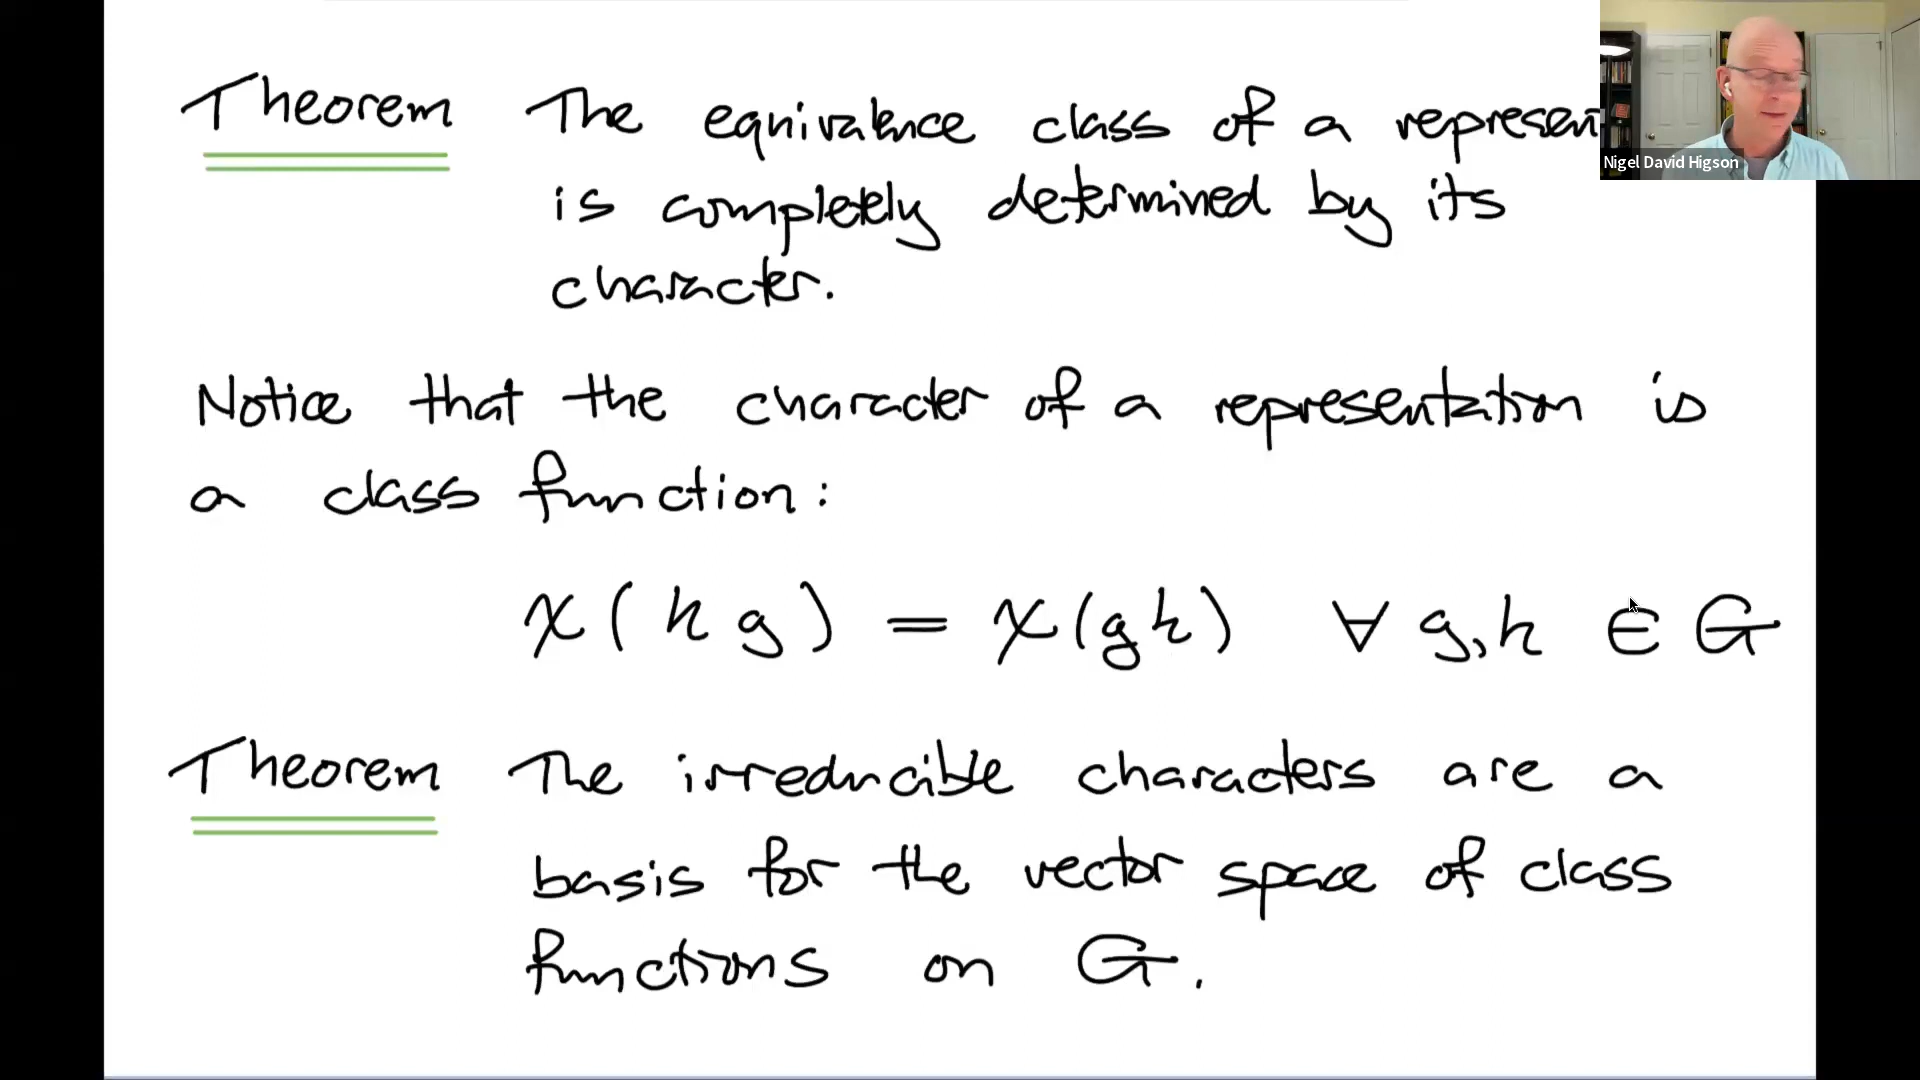 Theorem The equivalence class of a represen
Nigel David Higson
is completely determined by its
character.
Notice that the character of a representation is
a class function:
χ(hg) = χ(gh) ∀ g,h ∈ G
Theorem The irreducible characters are a
basis for the vector space of class
functions on G.